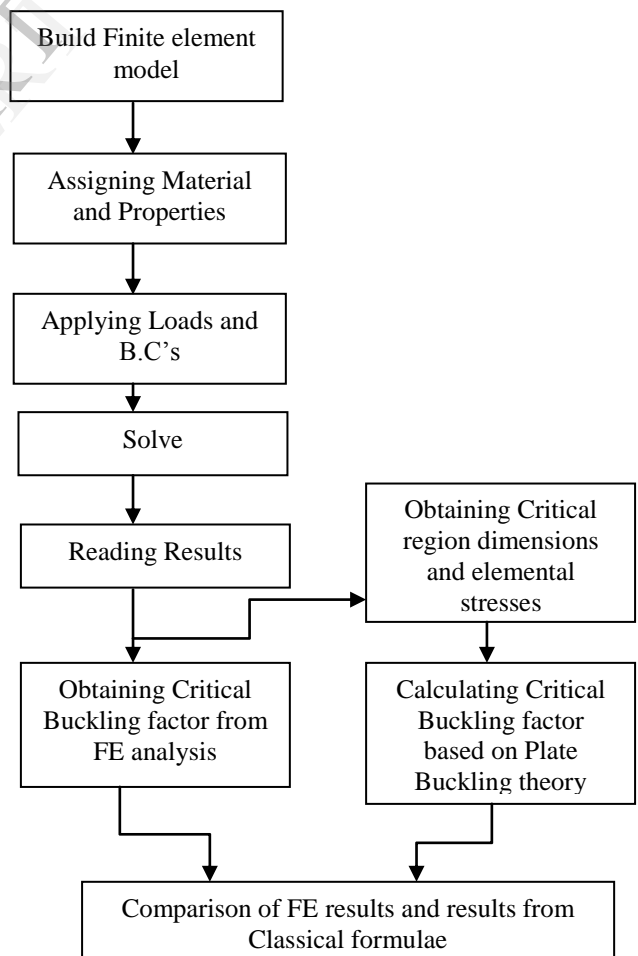 Build Finite element
model
Assigning Material
and Properties
Applying Loads and
B.C’s
Solve
Reading Results
Obtaining Critical
region dimensions
and elemental
stresses
Obtaining Critical
Buckling factor from
FE analysis
Calculating Critical
Buckling factor
based on Plate
Buckling theory
Comparison of FE results and results from
Classical formulae